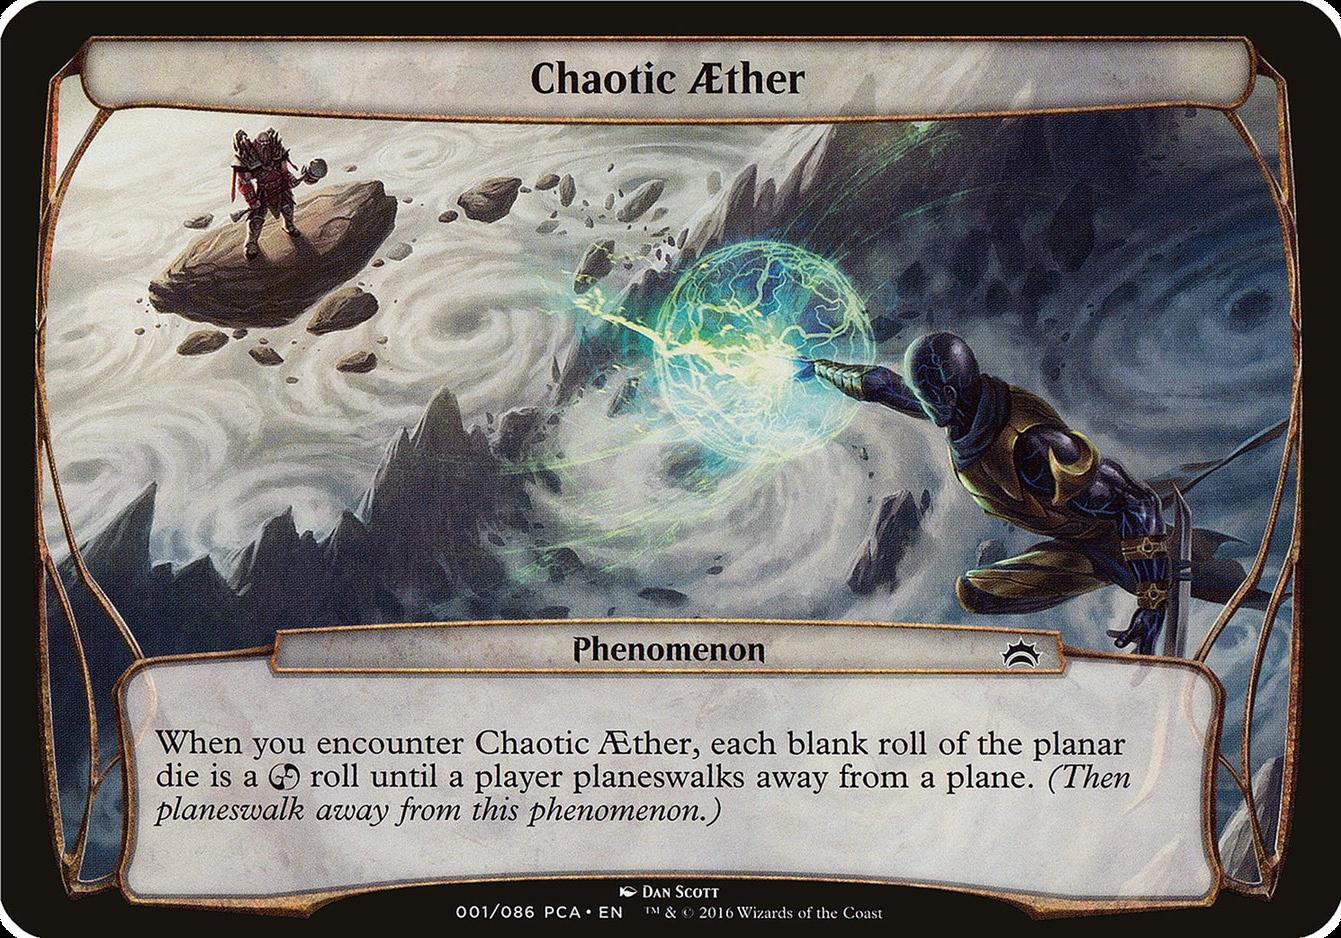 Chaotic Æther
Phenomenon
When you encounter Chaotic Æther, each blank roll of the planar
die is a roll until a player planeswalks away from a plane. (Then
planeswalk away from this phenomenon.)
Dan Scott
001/086 PCA • EN ™ & © 2016 Wizards of the Coast